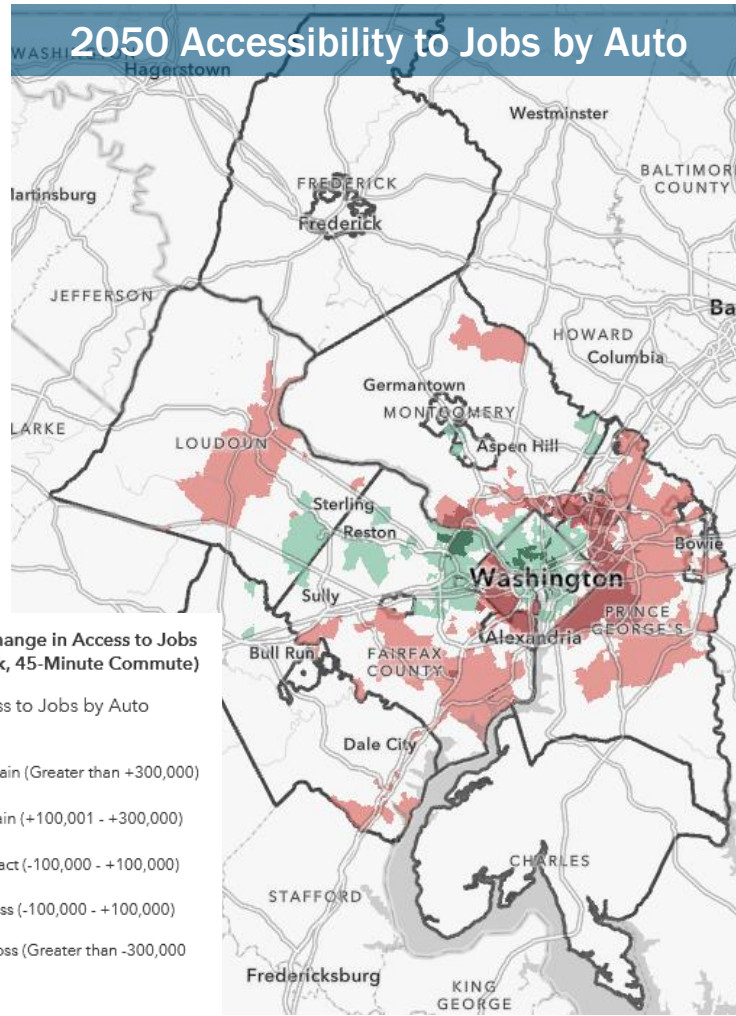 2050 Accessibility to Jobs by Auto
WASHINGTON
Hagerstown
Westminster
BALTIMORE
COUNTY
Martinsburg
FREDERICK
Frederick
JEFFERSON
Ba
HOWARD
Columbia
Germantown
MONTGOMERY
LARKE
LOUDOUN
Aspen Hill
Sterling
Reston
Bowie
Washington
Sully
PRINCE
GEORGE'S
Alexandria
Bull Run
FAIRFAX
COUNTY
hange in Access to Jobs
k, 45-Minute Commute)
ss to Jobs by Auto
ain (Greater than +300,000)
ain (+100,001 - +300,000)
act (-100,000 - +100,000)
ss (-100,000 - +100,000)
oss (Greater than -300,000
Dale City
CHARLES
STAFFORD
Fredericksburg
KING
GEORGE